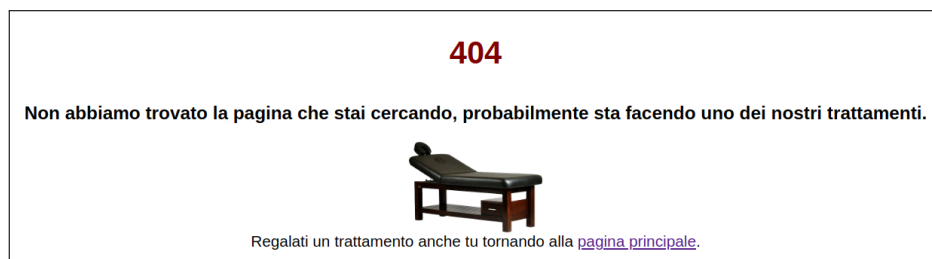 404
Non abbiamo trovato la pagina che stai cercando, probabilmente sta facendo uno dei nostri trattamenti.
Regalati un trattamento anche tu tornando alla pagina principale.